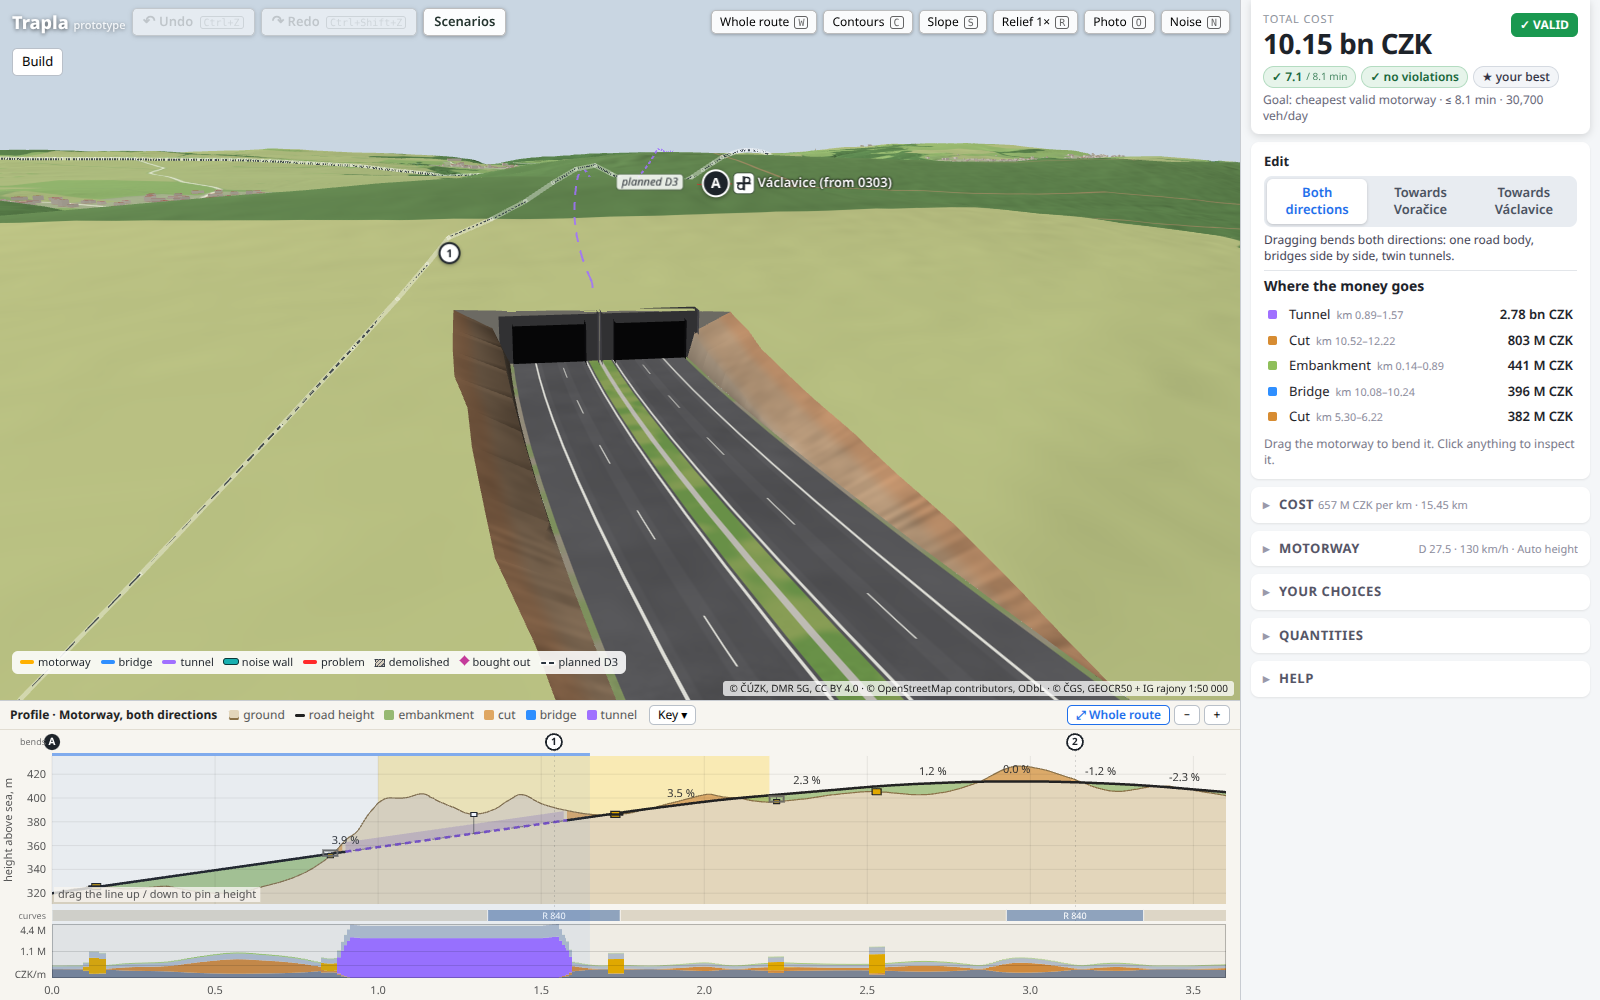 Trapla prototype
Undo Ctrl+Z
Redo Ctrl+Shift+Z
Scenarios
Whole route W
Contours C
Slope S
Relief 1× R
Photo O
Noise N
Build
planned D3
A
Václavice (from 0303)
1
motorway
bridge
tunnel
noise wall
problem
demolished
bought out
planned D3
© ČÚZK, DMR 5G, CC BY 4.0 · © OpenStreetMap contributors, ODbL · © ČGS, GEOCR50 + IG rajony 1:50 000
TOTAL COST
10.15 bn CZK
✓ VALID
✓ 7.1 / 8.1 min
✓ no violations
★ your best
Goal: cheapest valid motorway · ≤ 8.1 min · 30,700
veh/day
Edit
Both
directions
Towards
Voračice
Towards
Václavice
Dragging bends both directions: one road body,
bridges side by side, twin tunnels.
Where the money goes
Tunnel km 0.89–1.57 2.78 bn CZK
Cut km 10.52–12.22 803 M CZK
Embankment km 0.14–0.89 441 M CZK
Bridge km 10.08–10.24 396 M CZK
Cut km 5.30–6.22 382 M CZK
Drag the motorway to bend it. Click anything to inspect
it.
COST 657 M CZK per km · 15.45 km
MOTORWAY D 27.5 · 130 km/h · Auto height
YOUR CHOICES
QUANTITIES
HELP
Profile · Motorway, both directions
ground
road height
embankment
cut
bridge
tunnel
Key ▾
Whole route
−
+
bends
A
1
2
height above sea, m
420
400
380
360
340
320
3.9 %
3.5 %
2.3 %
1.2 %
0.0 %
-1.2 %
-2.3 %
drag the line up / down to pin a height
curves
R 840
R 840
4.4 M
1.1 M
CZK/m
0.0 0.5 1.0 1.5 2.0 2.5 3.0 3.5